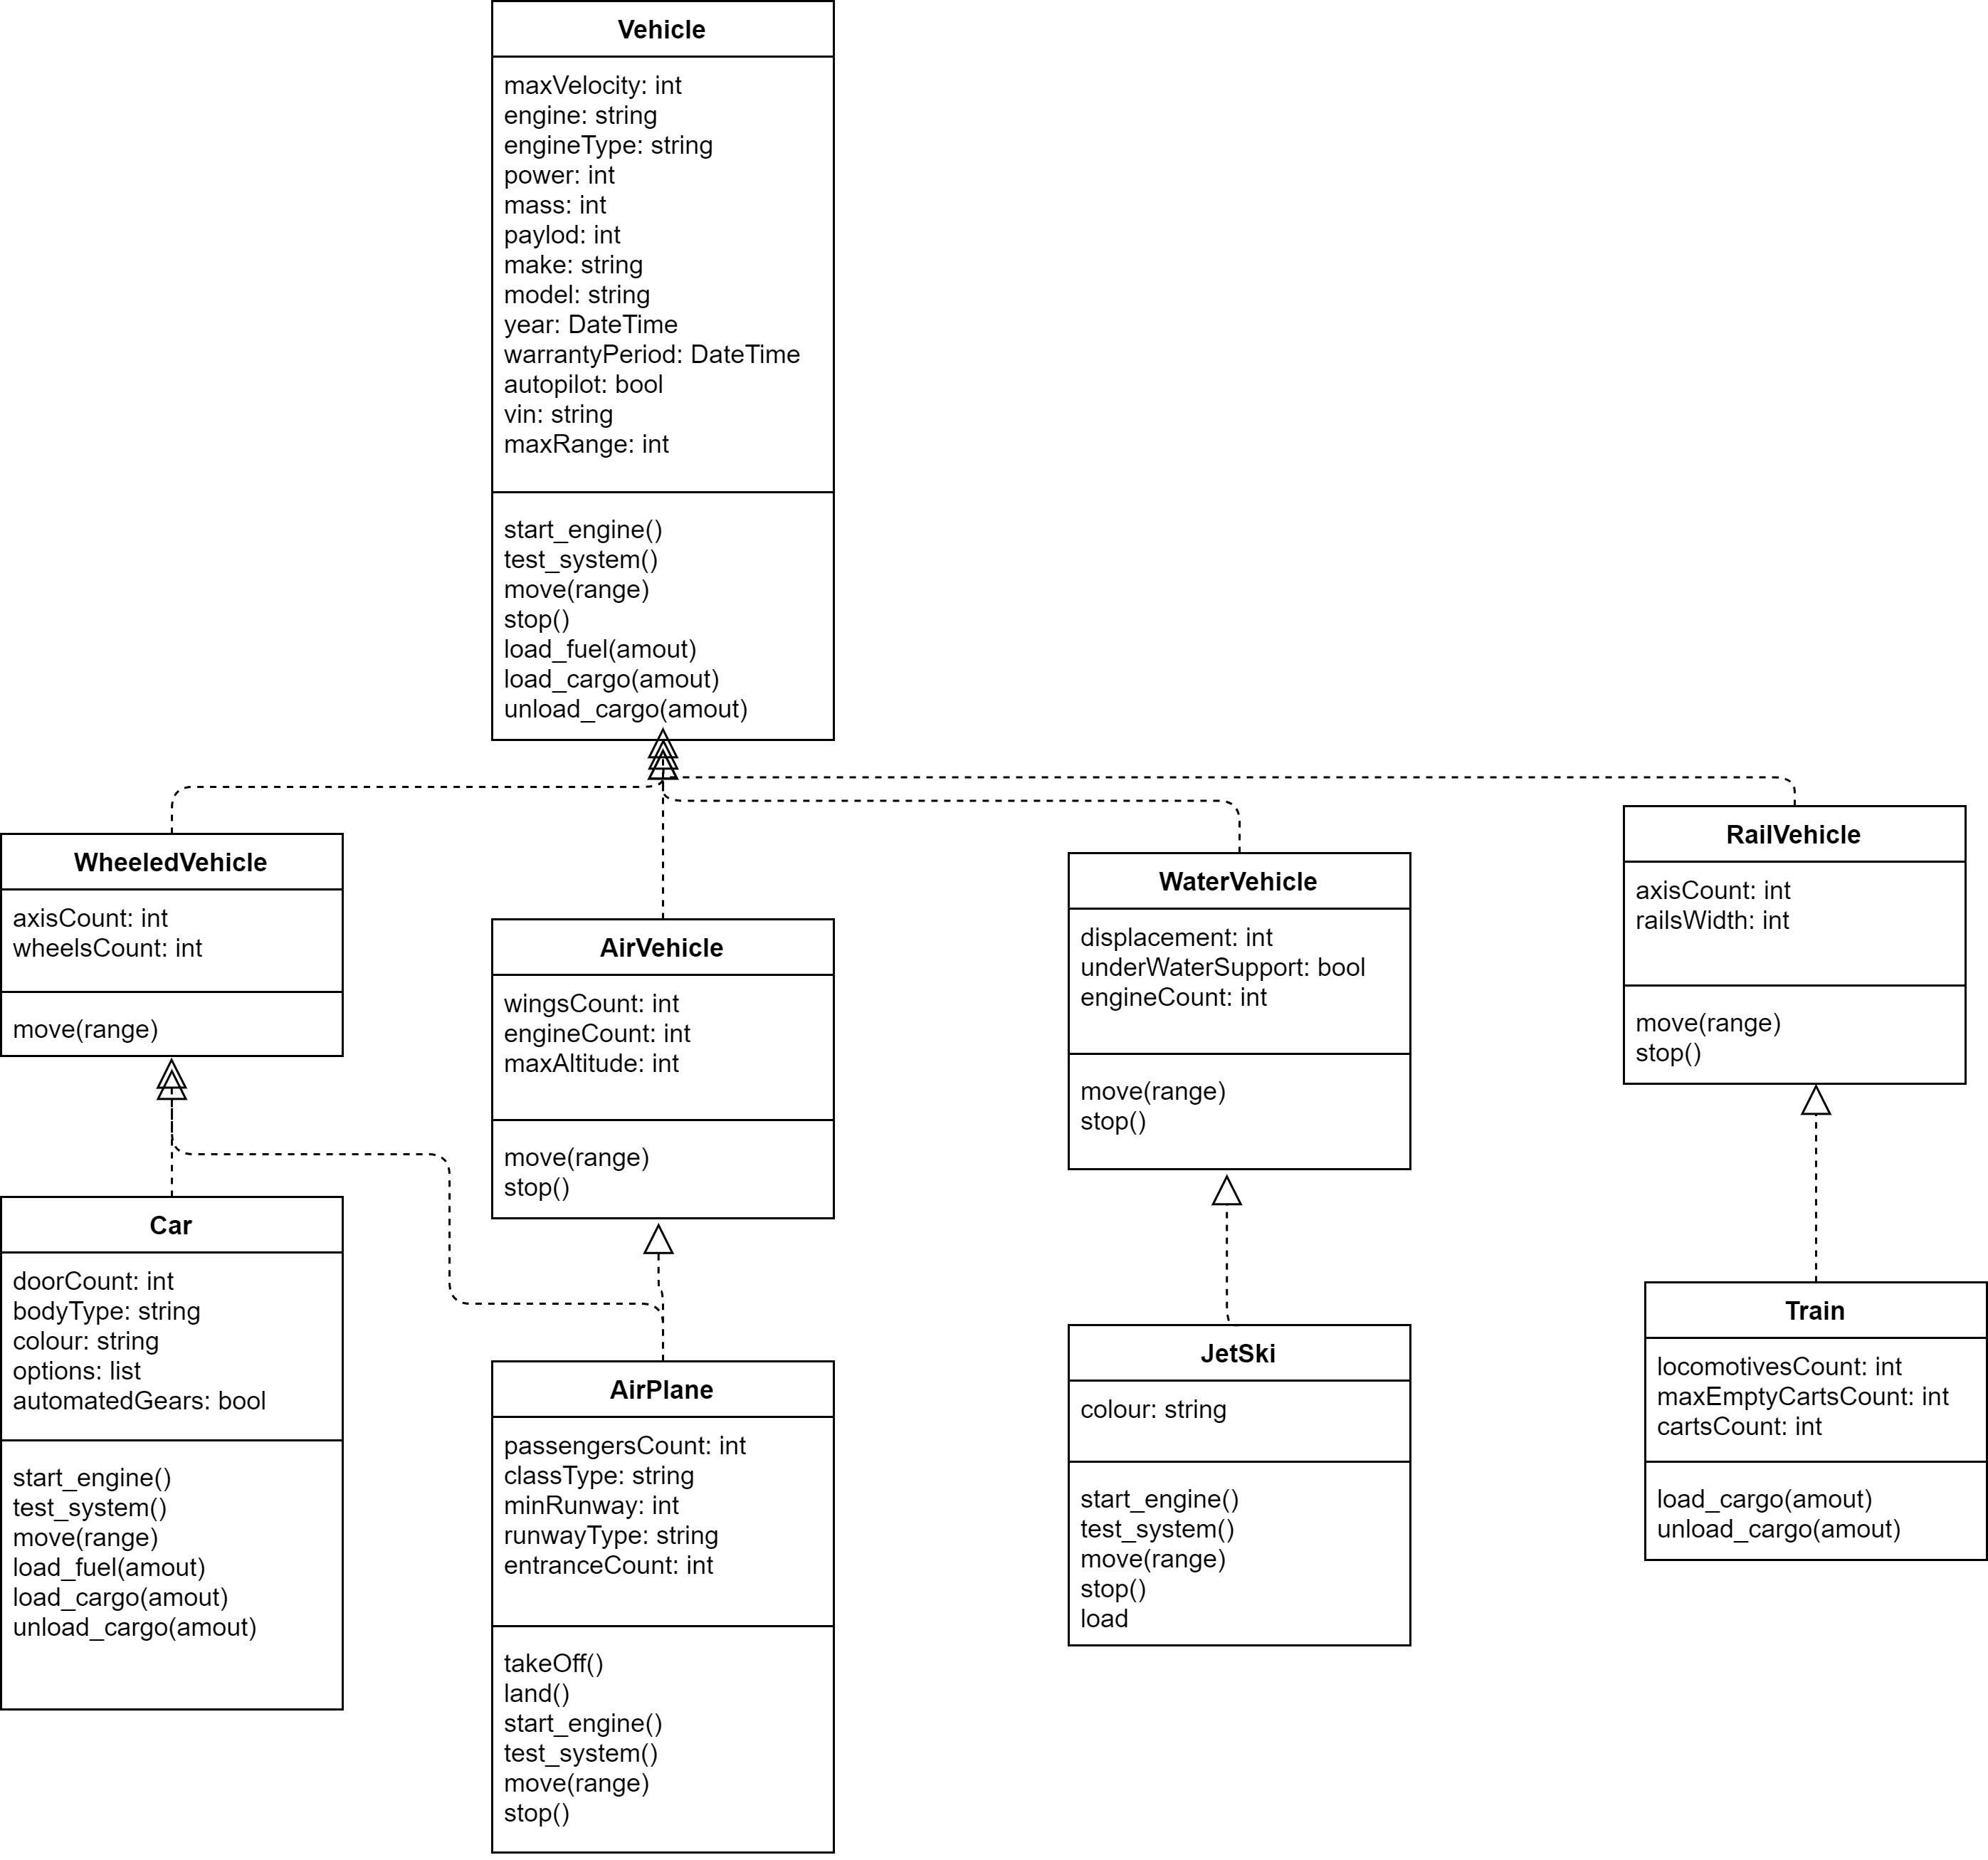 Vehicle
maxVelocity: int
engine: string
engineType: string
power: int
mass: int
paylod: int
make: string
model: string
year: DateTime
warrantyPeriod: DateTime
autopilot: bool
vin: string
maxRange: int
start_engine()
test_system()
move(range)
stop()
load_fuel(amout)
load_cargo(amout)
unload_cargo(amout)
WheeledVehicle
axisCount: int
wheelsCount: int
move(range)
AirVehicle
wingsCount: int
engineCount: int
maxAltitude: int
move(range)
stop()
WaterVehicle
displacement: int
underWaterSupport: bool
engineCount: int
move(range)
stop()
RailVehicle
axisCount: int
railsWidth: int
move(range)
stop()
Car
doorCount: int
bodyType: string
colour: string
options: list
automatedGears: bool
start_engine()
test_system()
move(range)
load_fuel(amout)
load_cargo(amout)
unload_cargo(amout)
AirPlane
passengersCount: int
classType: string
minRunway: int
runwayType: string
entranceCount: int
takeOff()
land()
start_engine()
test_system()
move(range)
stop()
JetSki
colour: string
start_engine()
test_system()
move(range)
stop()
load
Train
locomotivesCount: int
maxEmptyCartsCount: int
cartsCount: int
load_cargo(amout)
unload_cargo(amout)